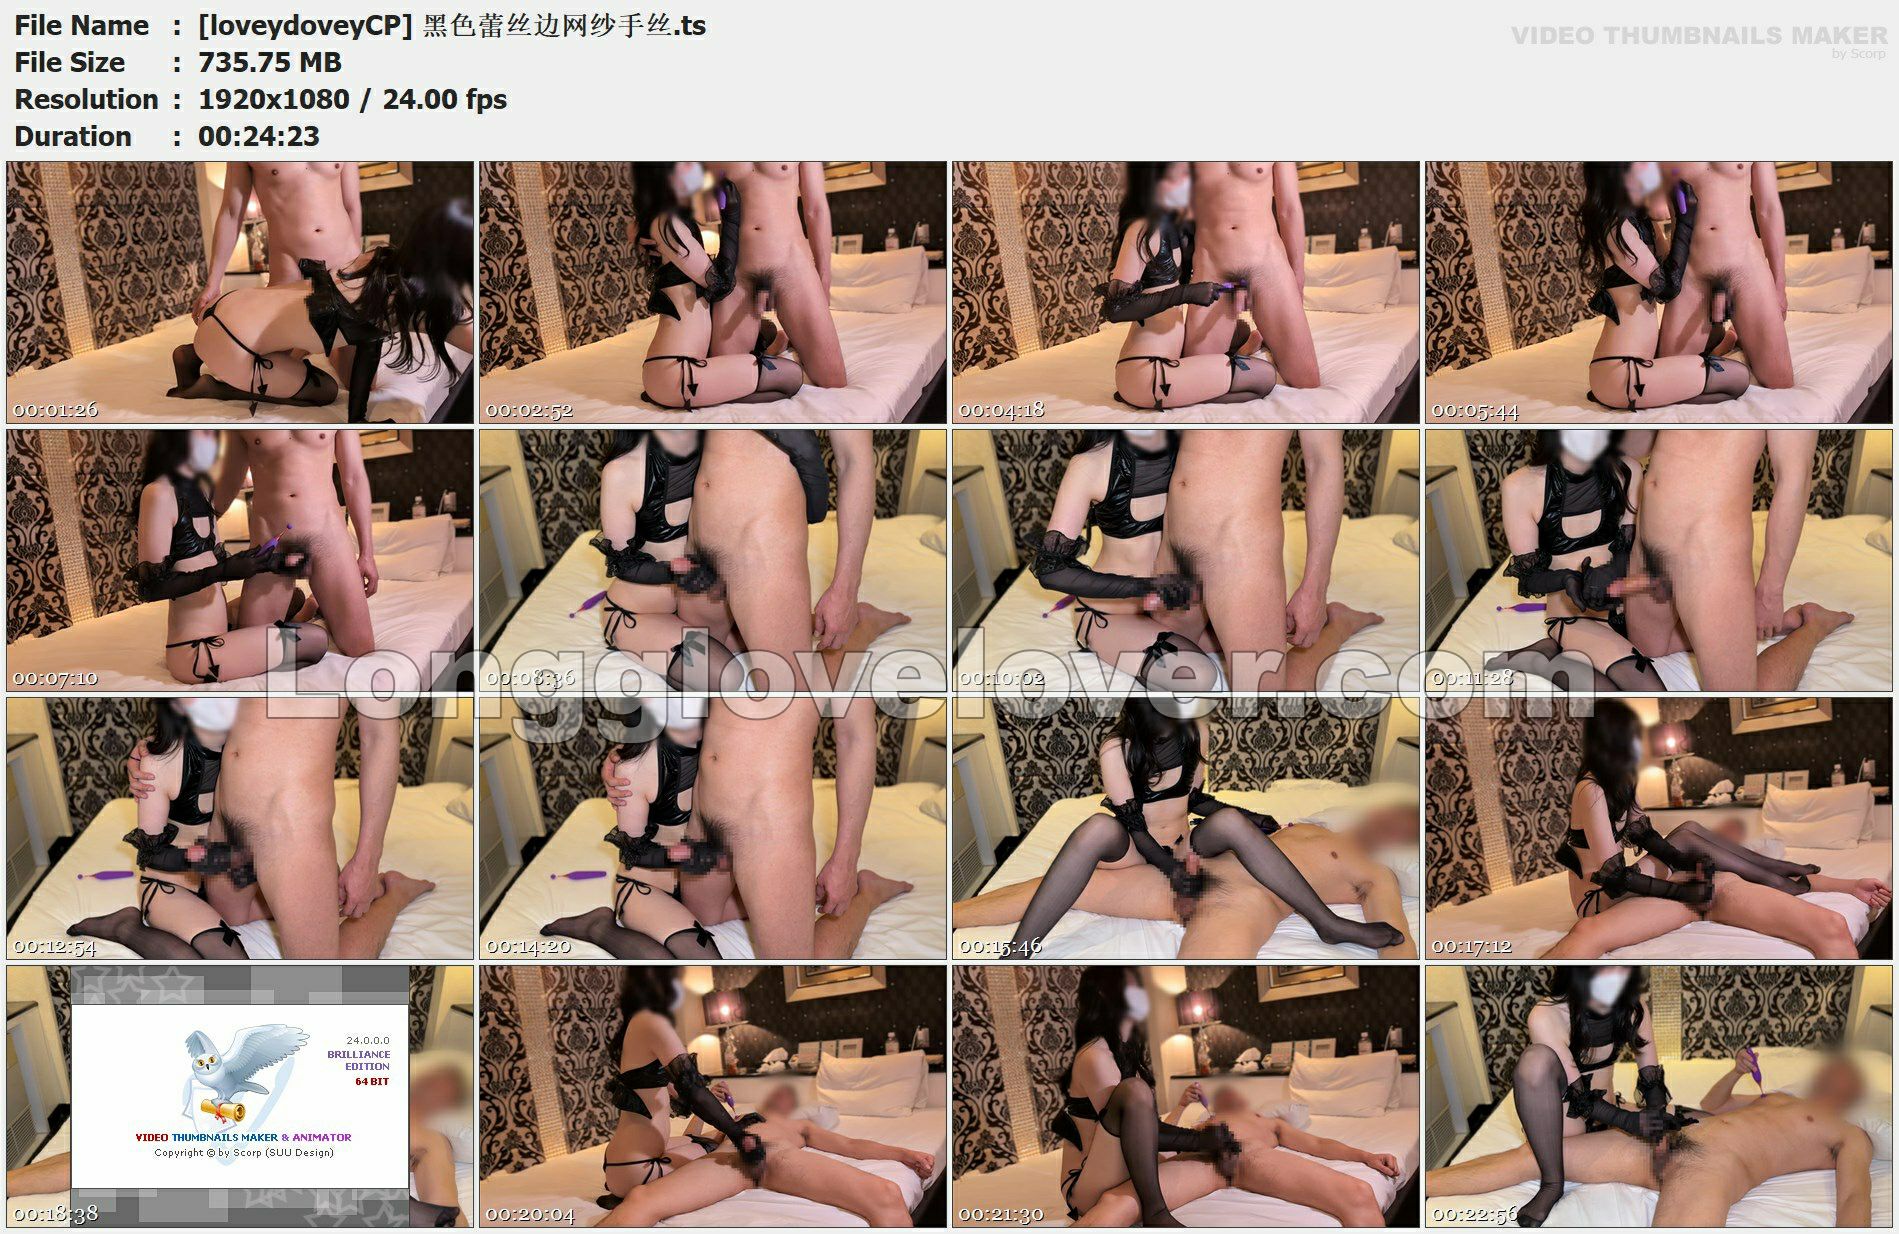 File Name : [loveydoveyCP] 黑色蕾丝边网纱手丝.ts
VIDEO THUMBNAILS MAKER
by Scorp
File Size : 735.75 MB
Resolution : 1920x1080 / 24.00 fps
Duration : 00:24:23
00:01:26
00:02:52
00:04:18
00:05:44
00:07:10
00:08:36
00:10:02
00:11:28
Longglovelover.com
00:12:54
00:14:20
00:15:46
00:17:12
24.0.0.0
BRILLIANCE
EDITION
64 BIT
VIDEO THUMBNAILS MAKER & ANIMATOR
Copyright © by Scorp (SUU Design)
00:18:38
00:20:04
00:21:30
00:22:56